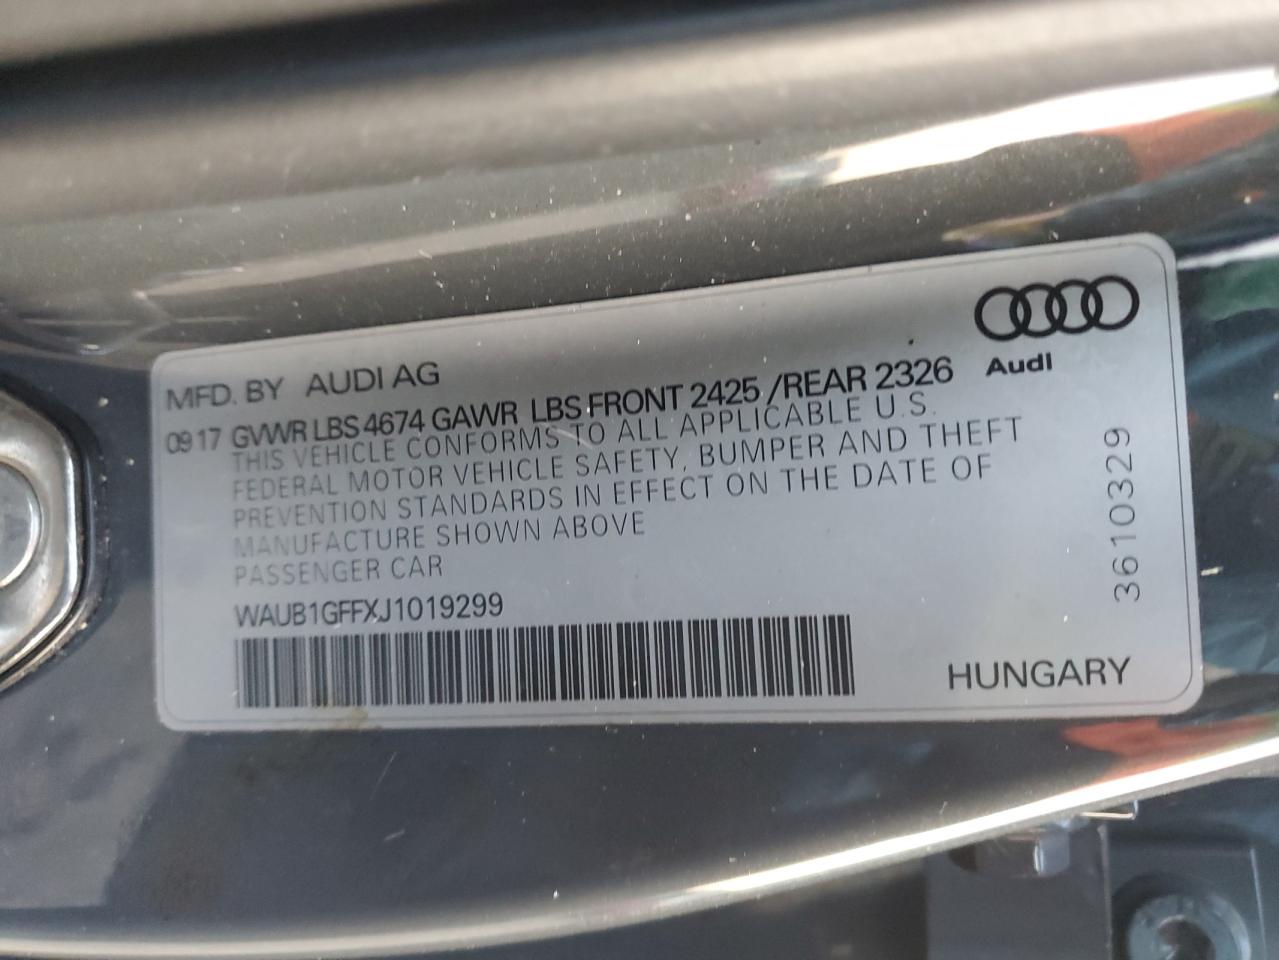 Audi
MFD. BY AUDI AG
09 17 GVWR LBS 4674 GAWR LBS FRONT 2425 /REAR 2326
THIS VEHICLE CONFORMS TO ALL APPLICABLE U.S.
FEDERAL MOTOR VEHICLE SAFETY, BUMPER AND THEFT
PREVENTION STANDARDS IN EFFECT ON THE DATE OF
MANUFACTURE SHOWN ABOVE
PASSENGER CAR
WAUB1GFFXJ1019299
3610329
HUNGARY